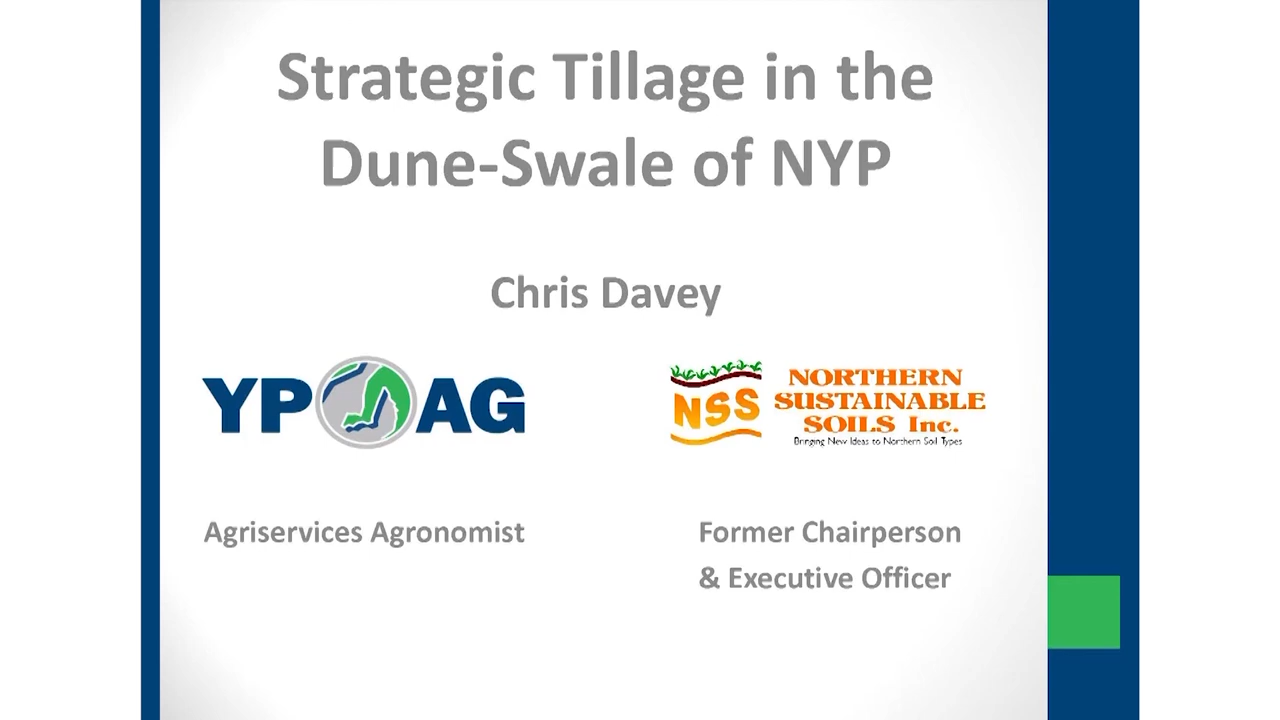 Strategic Tillage in the
Dune-Swale of NYP
Chris Davey
YP AG
NSS
NORTHERN
SUSTAINABLE
SOILS Inc.
Bringing New Ideas to Northern Soil Types
Agriservices Agronomist
Former Chairperson
& Executive Officer